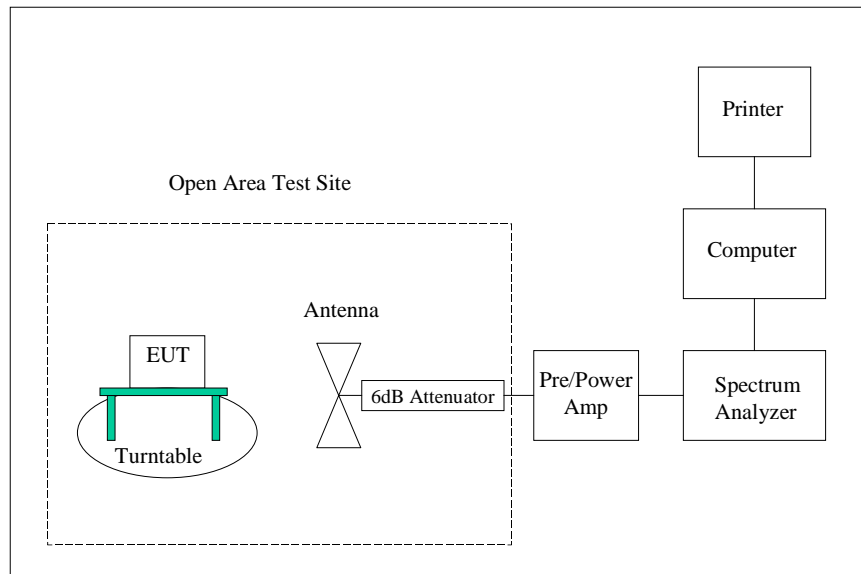 Printer
Open Area Test Site
Computer
Antenna
EUT
6dB Attenuator
Pre/Power
Amp
Spectrum
Analyzer
Turntable